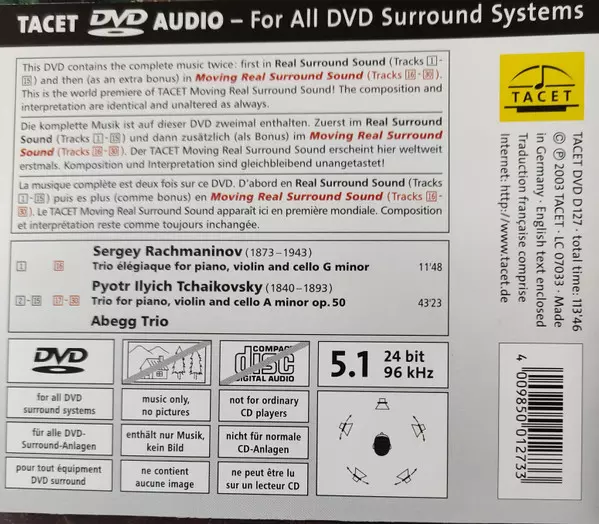 TACET DVD AUDIO – For All DVD Surround Systems
This DVD contains the complete music twice: first in Real Surround Sound (Tracks 1-
15) and then (as an extra bonus) in Moving Real Surround Sound (Tracks 16-30).
This is the world premiere of TACET Moving Real Surround Sound! The composition and
interpretation are identical and unaltered as always.
Die komplette Musik ist auf dieser DVD zweimal enthalten. Zuerst im Real Surround
Sound (Tracks 1-15) und dann zusätzlich (als Bonus) im Moving Real Surround
Sound (Tracks 16-30). Der TACET Moving Real Surround Sound erscheint hier weltweit
erstmals. Komposition und Interpretation sind gleichbleibend unangetastet!
La musique complète est deux fois sur ce DVD. D'abord en Real Surround Sound (Tracks
1-15) puis es plus (comme bonus) en Moving Real Surround Sound (Tracks 16-
30). Le TACET Moving Real Surround Sound apparaît ici en première mondiale. Composition
et interprétation reste comme toujours inchangée.
Sergey Rachmaninov (1873–1943)
1 16 Trio élégiaque for piano, violin and cello G minor 11'48
Pyotr Ilyich Tchaikovsky (1840–1893)
2-15 17-30 Trio for piano, violin and cello A minor op. 50 43'23
Abegg Trio
DVD
COMPACT
disc
DIGITAL AUDIO
5.1 24 bit
96 kHz
for all DVD
surround systems
music only,
no pictures
not for ordinary
CD players
für alle DVD-
Surround-Anlagen
enthält nur Musik,
kein Bild
nicht für normale
CD-Anlagen
pour tout équipment
DVD surround
ne contient
aucune image
ne peut être lu
sur un lecteur CD
TACET
TACET DVD D127 · total time: 113'46
© ℗ 2003 TACET · LC 07033 · Made
in Germany · English text enclosed
Traduction française comprise
Internet: http://www.tacet.de
4 009850 012733